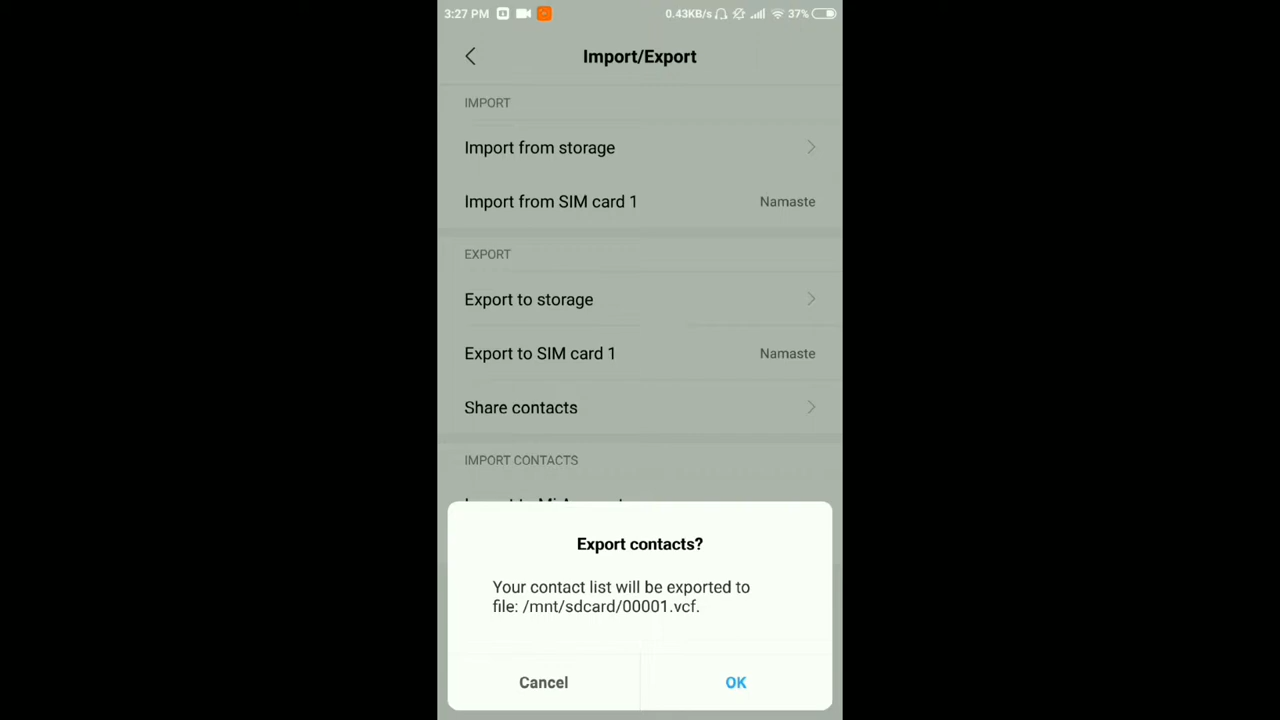 3:27 PM
0.43KB/s 37%
Import/Export
IMPORT
Import from storage
Import from SIM card 1 Namaste
EXPORT
Export to storage
Export to SIM card 1 Namaste
Share contacts
IMPORT CONTACTS
Export contacts?
Your contact list will be exported to
file: /mnt/sdcard/00001.vcf.
Cancel OK